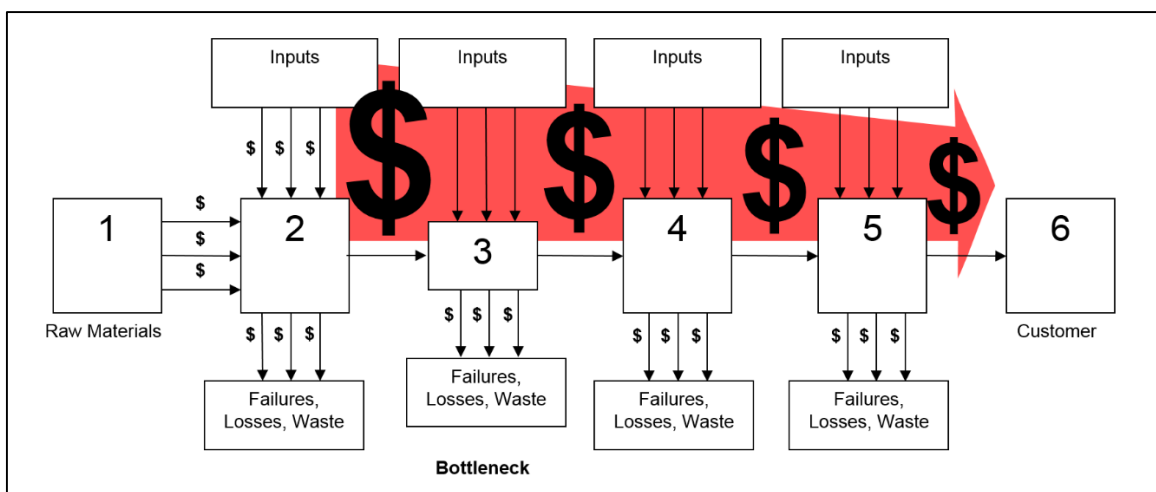 Inputs
Inputs
Inputs
Inputs
$ $ $
$ $ $ $
1
$
$
$
2
3
4
5
6
Raw Materials
Customer
$ $ $
$ $ $
$ $ $
$ $ $
Failures,
Losses, Waste
Failures,
Losses, Waste
Failures,
Losses, Waste
Failures,
Losses, Waste
Bottleneck